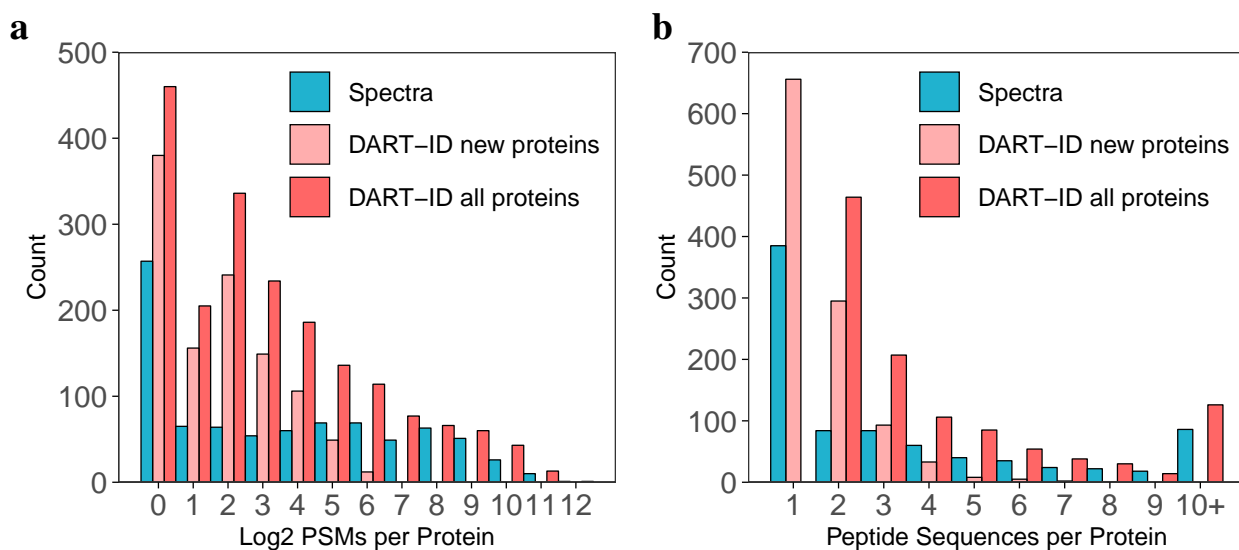 a
500
400
300
200
100
0
Count
Spectra
DART−ID new proteins
DART−ID all proteins
0 1 2 3 4 5 6 7 8 9 10 11 12
Log2 PSMs per Protein
b
700
600
500
400
300
200
100
0
Count
Spectra
DART−ID new proteins
DART−ID all proteins
1 2 3 4 5 6 7 8 9 10+
Peptide Sequences per Protein